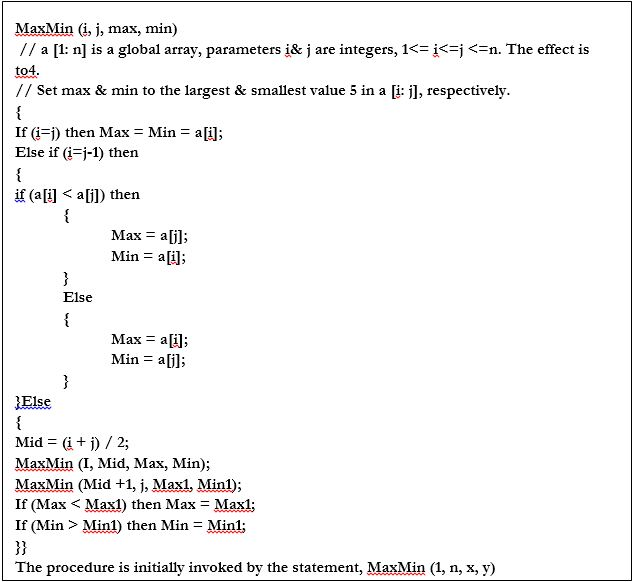 MaxMin (i, j, max, min)
// a [1: n] is a global array, parameters i& j are integers, 1<= i<=j <=n. The effect is
to4.
// Set max & min to the largest & smallest value 5 in a [i: j], respectively.
{
If (i=j) then Max = Min = a[i];
Else if (i=j-1) then
{
if (a[i] < a[j]) then
{
Max = a[j];
Min = a[i];
}
Else
{
Max = a[i];
Min = a[j];
}
}Else
{
Mid = (i + j) / 2;
MaxMin (I, Mid, Max, Min);
MaxMin (Mid +1, j, Max1, Min1);
If (Max < Max1) then Max = Max1;
If (Min > Min1) then Min = Min1;
}}
The procedure is initially invoked by the statement, MaxMin (1, n, x, y)